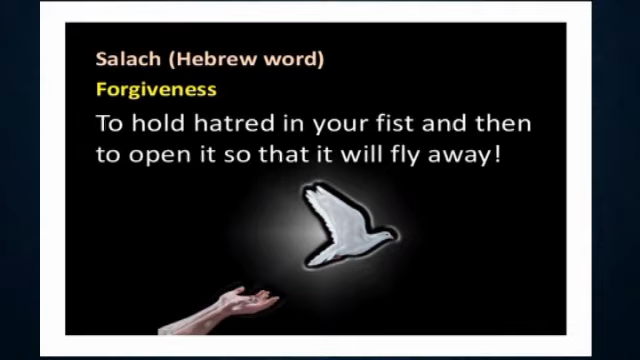 Salach (Hebrew word)
Forgiveness
To hold hatred in your fist and then
to open it so that it will fly away!